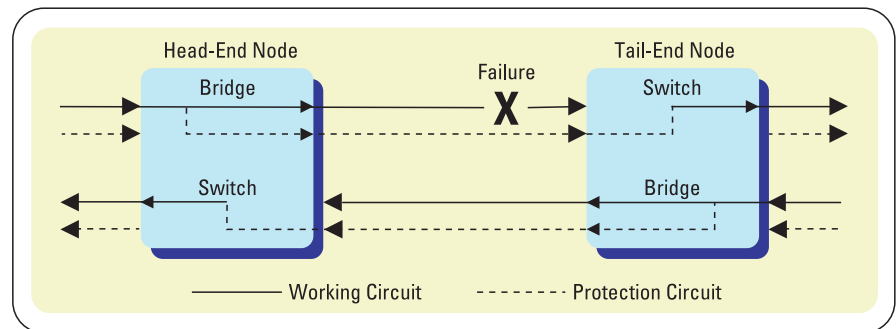 Head-End Node
Tail-End Node
Failure
Bridge
Switch
X
Switch
Bridge
Working Circuit
Protection Circuit